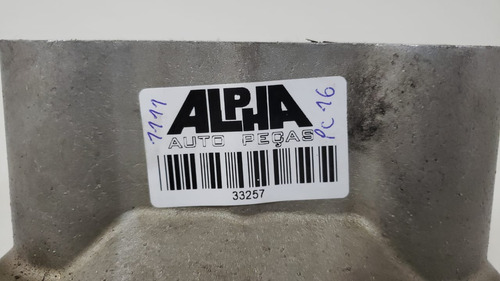 1111
ALPHA
AUTO PEÇAS
PC 16
33257